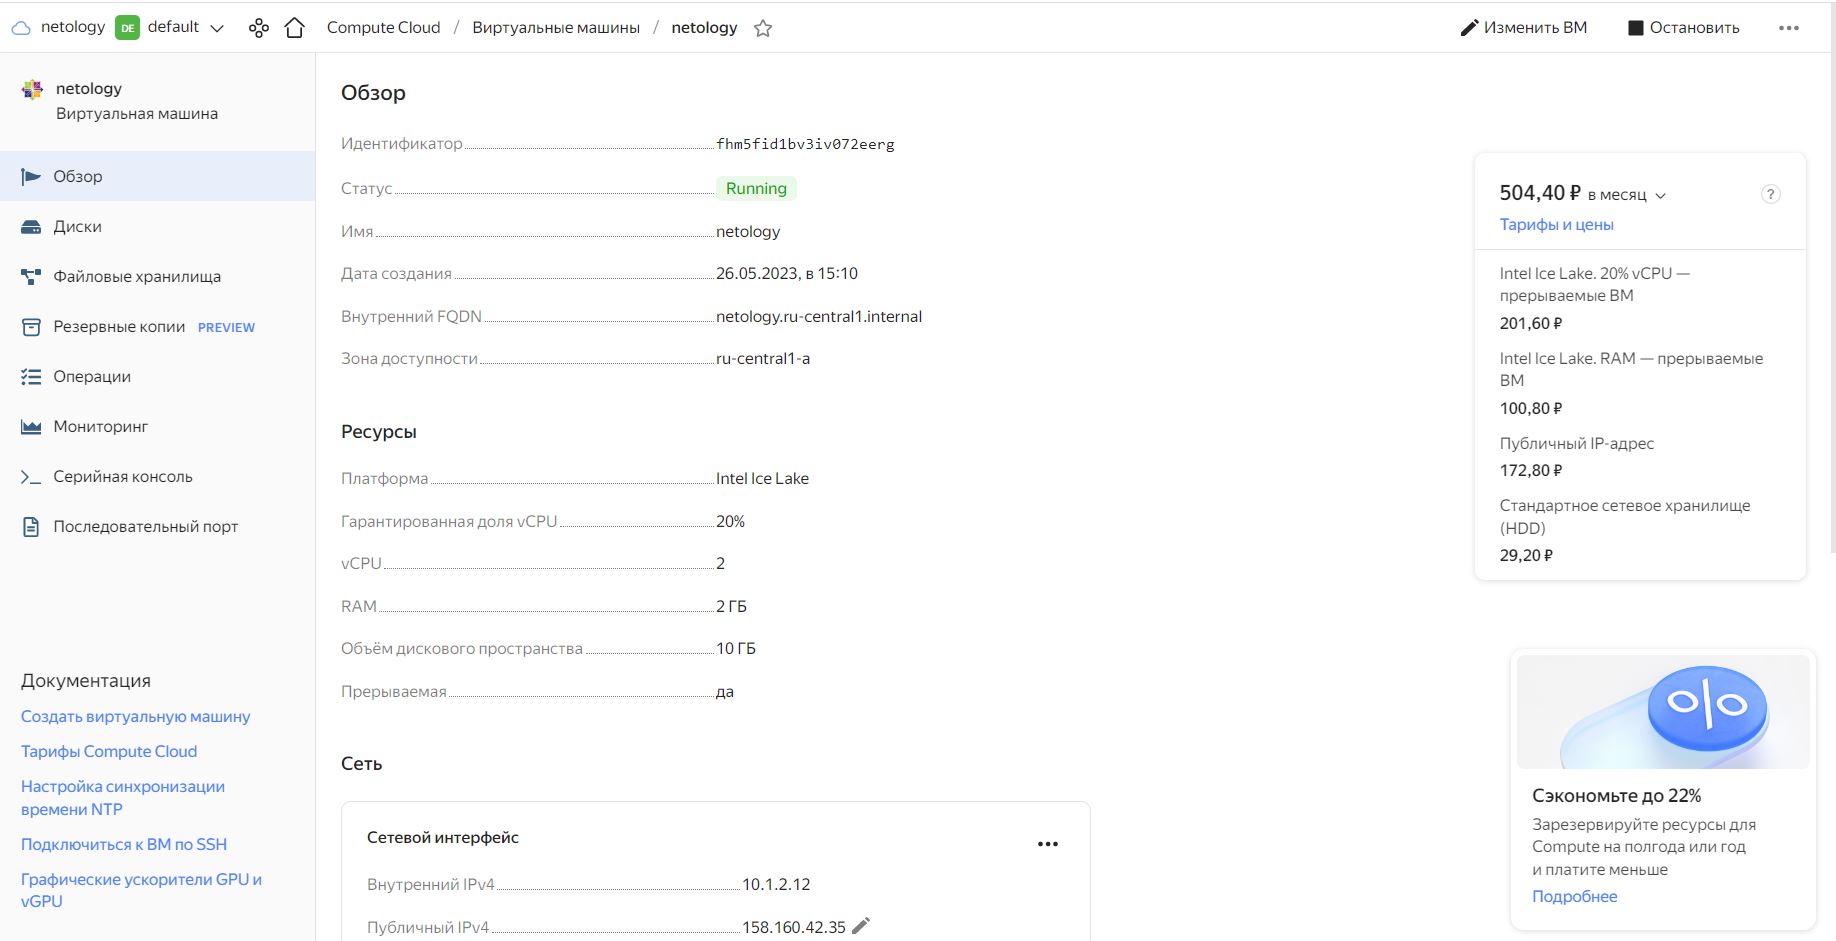 netology DE default Compute Cloud / Виртуальные машины / netology Изменить ВМ Остановить
netology
Виртуальная машина
Обзор
Диски
Файловые хранилища
Резервные копии PREVIEW
Операции
Мониторинг
Серийная консоль
Последовательный порт
Документация
Создать виртуальную машину
Тарифы Compute Cloud
Настройка синхронизации
времени NTP
Подключиться к ВМ по SSH
Графические ускорители GPU и
vGPU
Обзор
Идентификатор fhm5fid1bv3iv072eerg
Статус Running
Имя netology
Дата создания 26.05.2023, в 15:10
Внутренний FQDN netology.ru-central1.internal
Зона доступности ru-central1-a
Ресурсы
Платформа Intel Ice Lake
Гарантированная доля vCPU 20%
vCPU 2
RAM 2 ГБ
Объём дискового пространства 10 ГБ
Прерываемая да
Сеть
Сетевой интерфейс
Внутренний IPv4 10.1.2.12
Публичный IPv4 158.160.42.35
504,40 ₽ в месяц ?
Тарифы и цены
Intel Ice Lake. 20% vCPU —
прерываемые ВМ
201,60 ₽
Intel Ice Lake. RAM — прерываемые
ВМ
100,80 ₽
Публичный IP-адрес
172,80 ₽
Стандартное сетевое хранилище
(HDD)
29,20 ₽
%
Сэкономьте до 22%
Зарезервируйте ресурсы для
Compute на полгода или год
и платите меньше
Подробнее